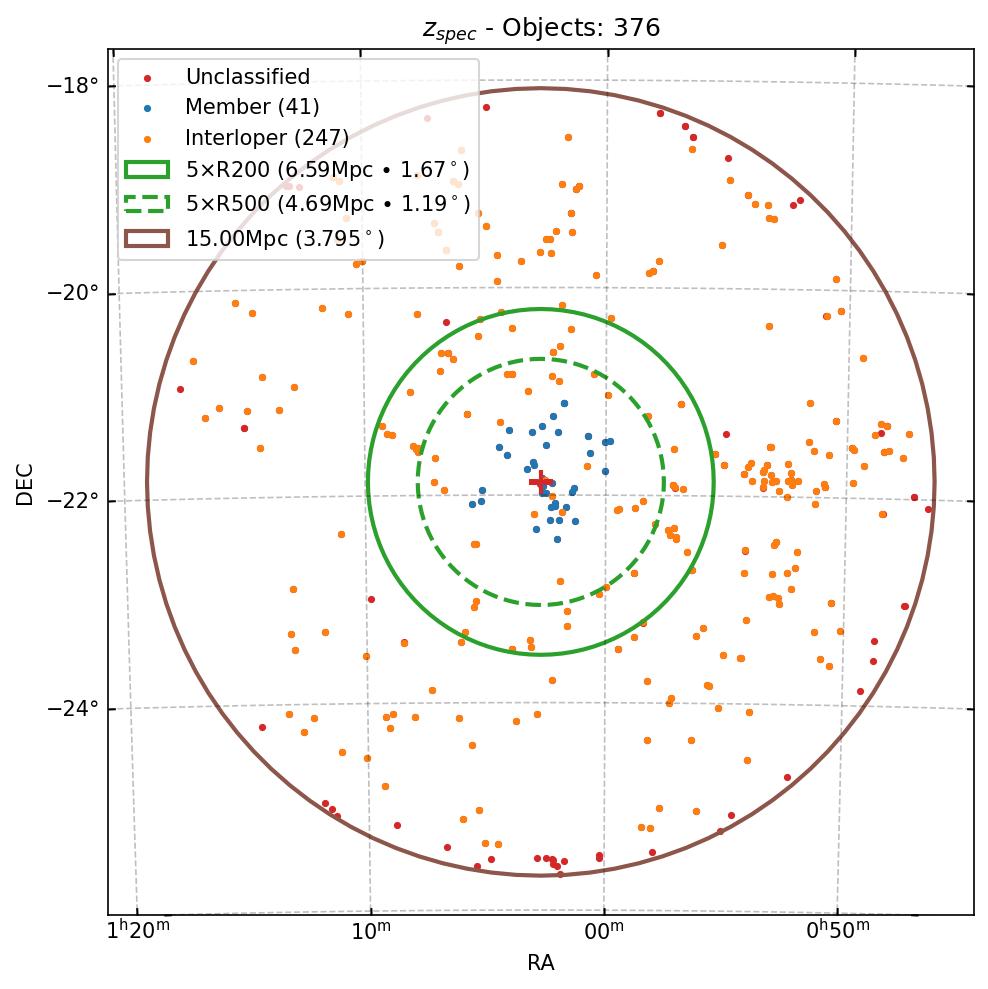 z_spec - Objects: 376
Unclassified
Member (41)
Interloper (247)
5×R200 (6.59Mpc • 1.67°)
5×R500 (4.69Mpc • 1.19°)
15.00Mpc (3.795°)
−18°
−20°
−22°
−24°
DEC
1h20m 10m 00m 0h50m
RA